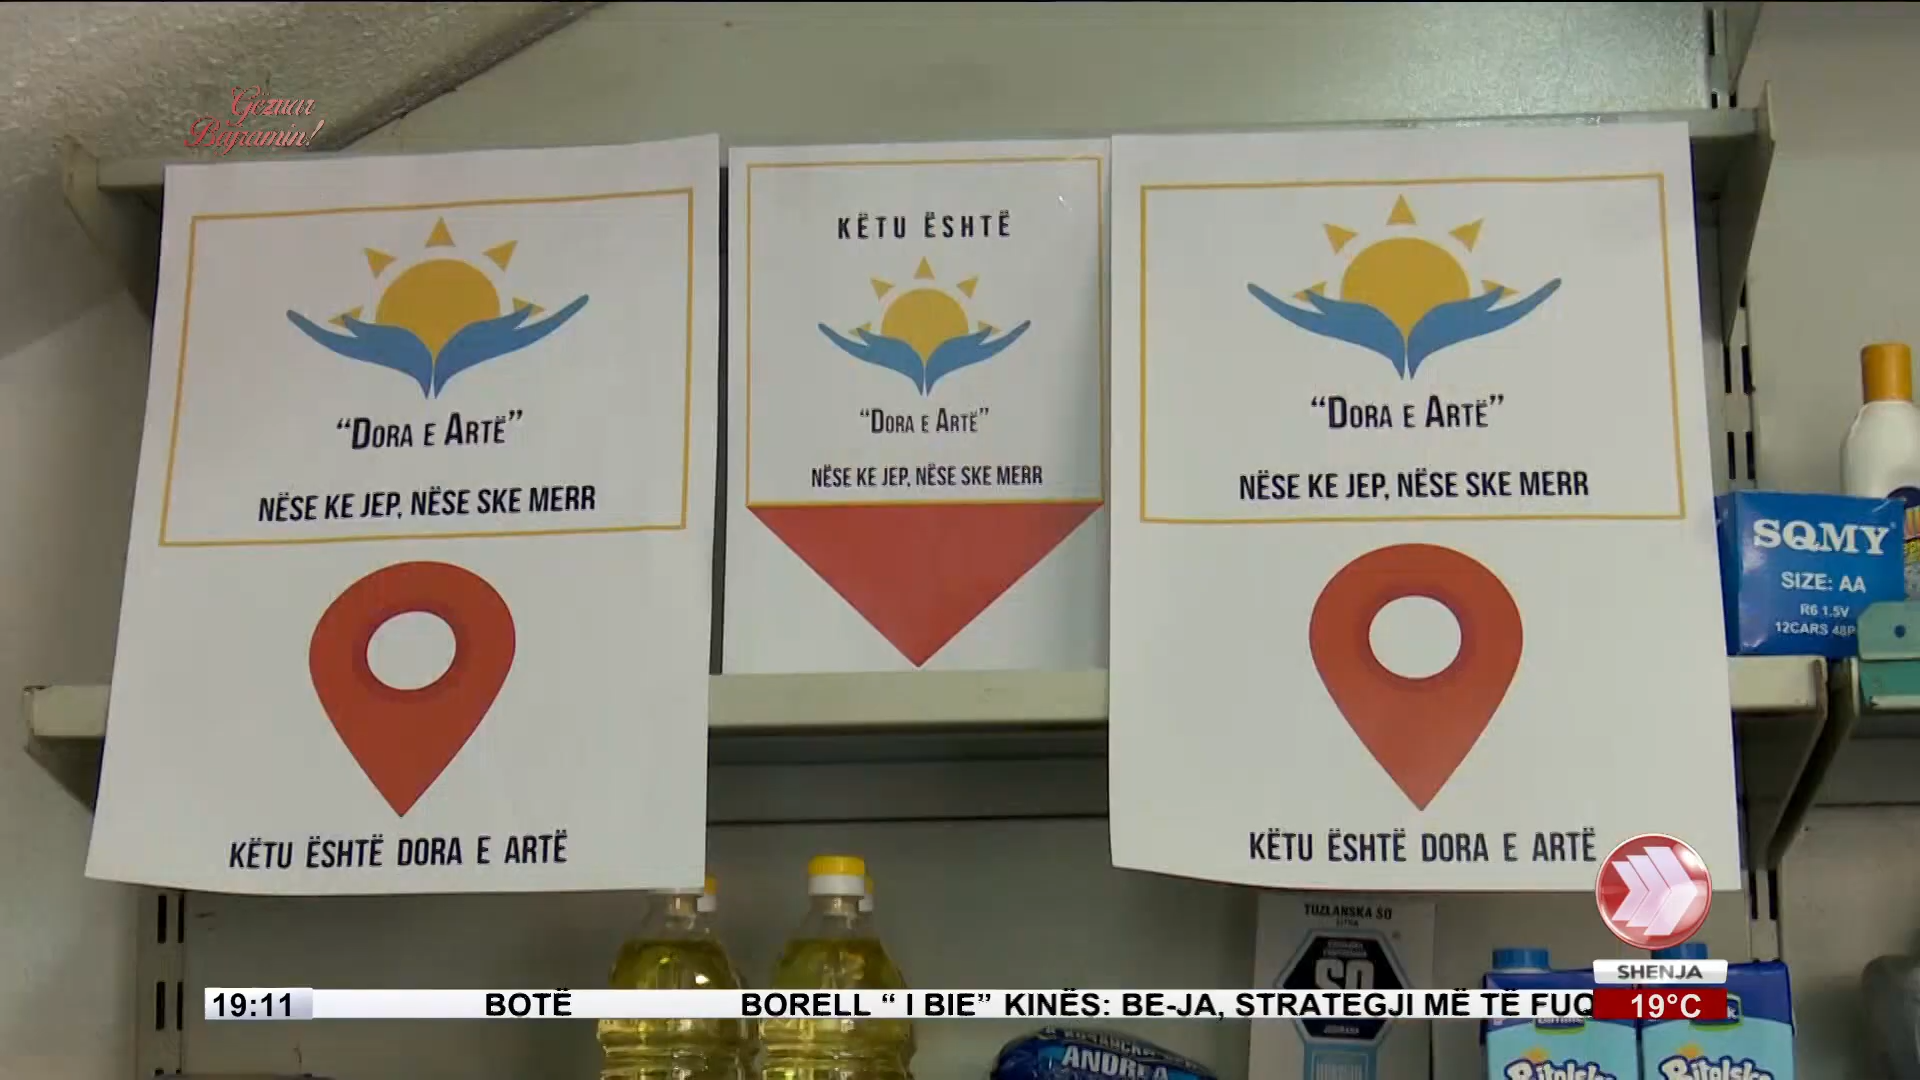 Gëzuar
Bajramin!
"DORA E ARTË"
NËSE KE JEP, NËSE SKE MERR
KËTU ËSHTË DORA E ARTË
KËTU ËSHTË
"DORA E ARTË"
NËSE KE JEP, NËSE SKE MERR
"DORA E ARTË"
NËSE KE JEP, NËSE SKE MERR
KËTU ËSHTË DORA E ARTË
SQMY
SIZE: AA
R6 1.5V
12CARS 48P
TUZLANSKA SO
SO
ANDREA
Bitolsko
Bitolsko
SHENJA
19:11
BOTË
BORELL “ I BIE” KINËS: BE-JA, STRATEGJI MË TË FUQ
19°C